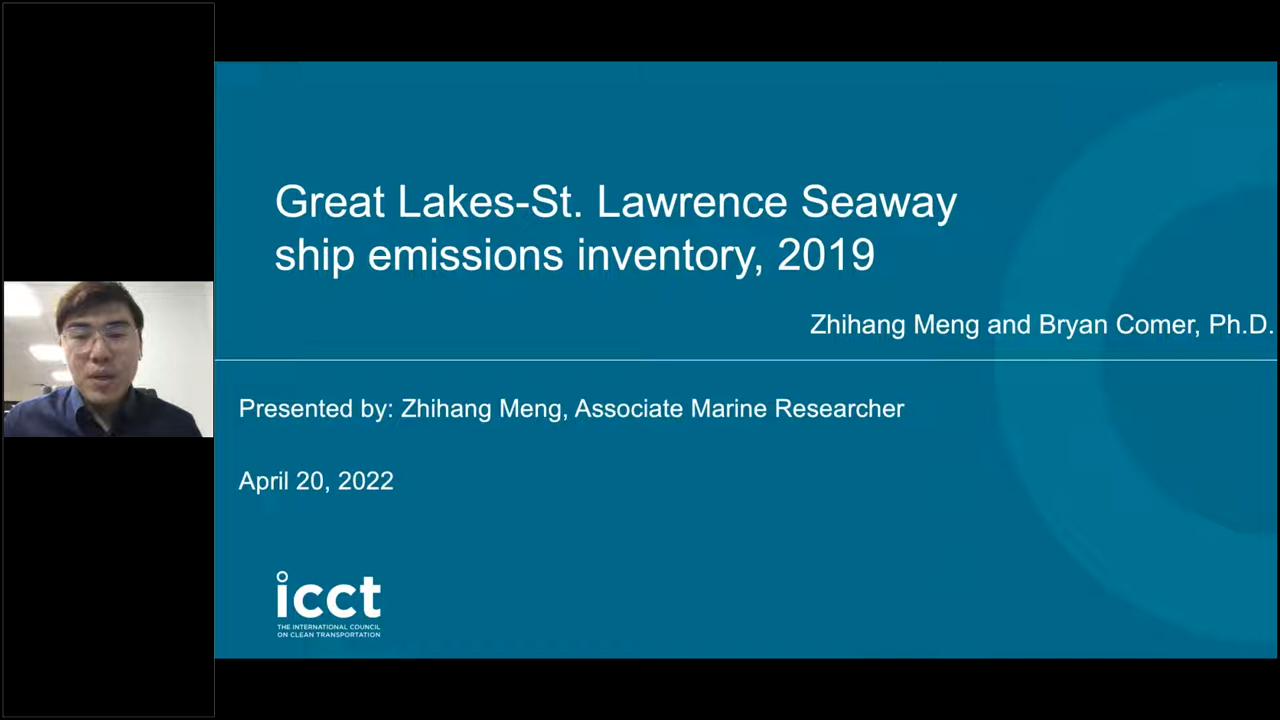 Great Lakes-St. Lawrence Seaway
ship emissions inventory, 2019
Zhihang Meng and Bryan Comer, Ph.D.
Presented by: Zhihang Meng, Associate Marine Researcher
April 20, 2022
icct
THE INTERNATIONAL COUNCIL
ON CLEAN TRANSPORTATION